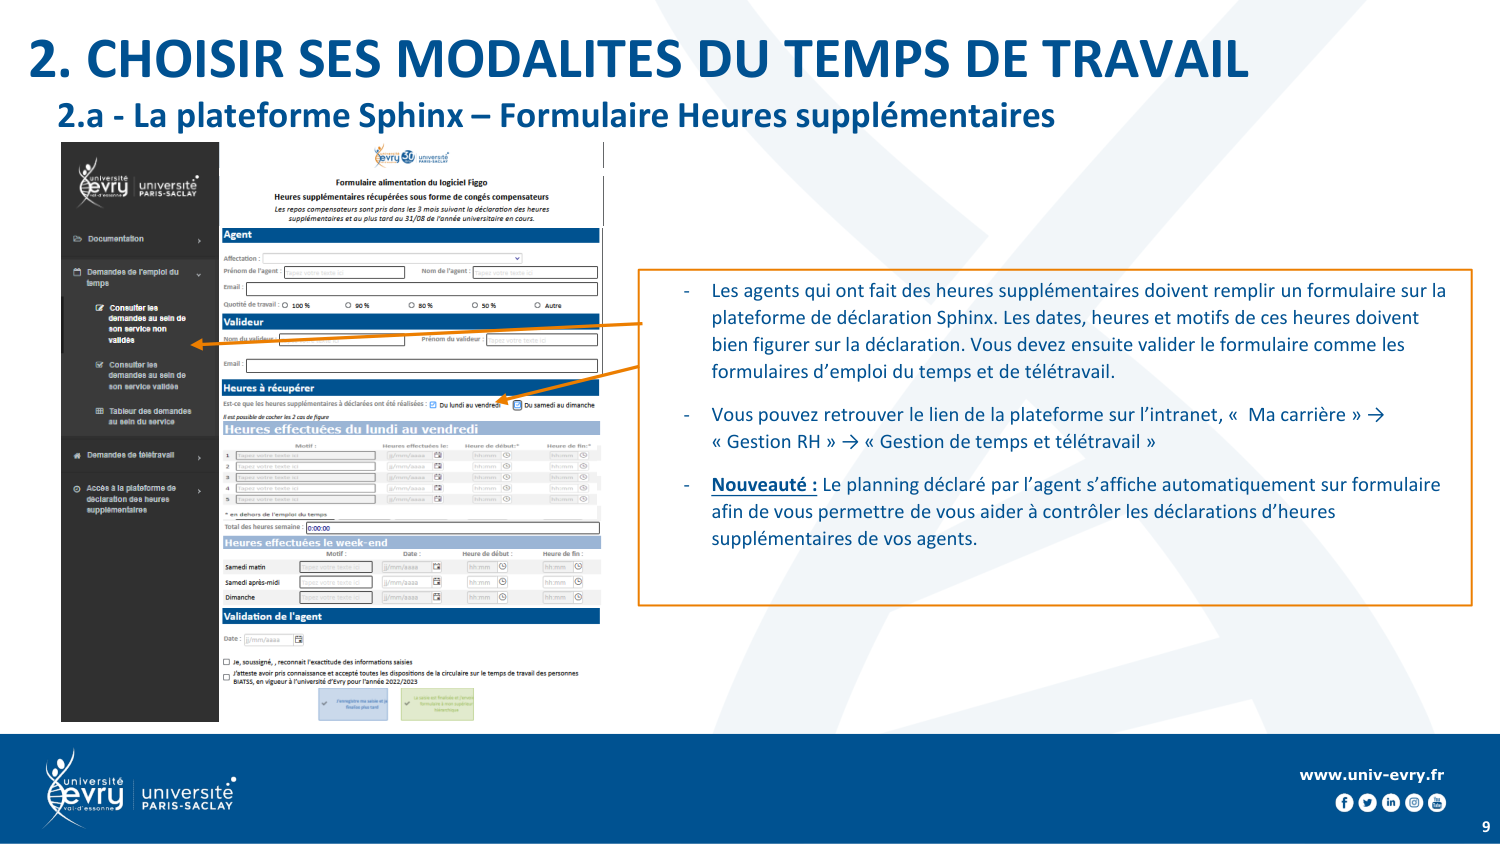 2. CHOISIR SES MODALITES DU TEMPS DE TRAVAIL
2.a - La plateforme Sphinx – Formulaire Heures supplémentaires
université
evry
val-d'essonne
université
PARIS-SACLAY
Documentation
Demandes de l'emploi du
temps
Consulter les
demandes au sein de
son service non
validés
Consulter les
demandes au sein de
son service validés
Tableur des demandes
au sein du service
Demandes de télétravail
Accès à la plateforme de
déclaration des heures
supplémentaires
evry 30 université
PARIS-SACLAY
Formulaire alimentation du logiciel Figgo
Heures supplémentaires récupérées sous forme de congés compensateurs
Les repos compensateurs sont pris dans les 3 mois suivant la déclaration des heures
supplémentaires et au plus tard au 31/08 de l'année universitaire en cours.
Agent
Affectation :
Prénom de l'agent : Tapez votre texte ici Nom de l'agent : Tapez votre texte ici
Email :
Quotité de travail : 100 % 90 % 80 % 50 % Autre
Valideur
Nom du valideur : Prénom du valideur : Tapez votre texte ici
Email :
Heures à récupérer
Est-ce que les heures supplémentaires à déclarées ont été réalisées : Du lundi au vendredi Du samedi au dimanche
Il est possible de cocher les 2 cas de figure
Heures effectuées du lundi au vendredi
Motif : Heures effectuées le: Heure de début:* Heure de fin:*
1 Tapez votre texte ici jj/mm/aaaa hh:mm hh:mm
2 Tapez votre texte ici jj/mm/aaaa hh:mm hh:mm
3 Tapez votre texte ici jj/mm/aaaa hh:mm hh:mm
4 Tapez votre texte ici jj/mm/aaaa hh:mm hh:mm
5 Tapez votre texte ici jj/mm/aaaa hh:mm hh:mm
* en dehors de l'emploi du temps
Total des heures semaine : 0:00:00
Heures effectuées le week-end
Motif : Date : Heure de début : Heure de fin :
Samedi matin Tapez votre texte ici jj/mm/aaaa hh:mm hh:mm
Samedi après-midi Tapez votre texte ici jj/mm/aaaa hh:mm hh:mm
Dimanche Tapez votre texte ici jj/mm/aaaa hh:mm hh:mm
Validation de l'agent
Date : jj/mm/aaaa
Je, soussigné, , reconnait l'exactitude des informations saisies
J'atteste avoir pris connaissance et accepté toutes les dispositions de la circulaire sur le temps de travail des personnes
BIATSS, en vigueur à l'université d'Evry pour l'année 2022/2023
J'enregistre ma saisie et je
finalise plus tard
- Les agents qui ont fait des heures supplémentaires doivent remplir un formulaire sur la
plateforme de déclaration Sphinx. Les dates, heures et motifs de ces heures doivent
bien figurer sur la déclaration. Vous devez ensuite valider le formulaire comme les
formulaires d’emploi du temps et de télétravail.
- Vous pouvez retrouver le lien de la plateforme sur l’intranet, « Ma carrière » →
« Gestion RH » → « Gestion de temps et télétravail »
- Nouveauté : Le planning déclaré par l’agent s’affiche automatiquement sur formulaire
afin de vous permettre de vous aider à contrôler les déclarations d’heures
supplémentaires de vos agents.
université
evry
val-d'essonne
université
PARIS-SACLAY
www.univ-evry.fr
9